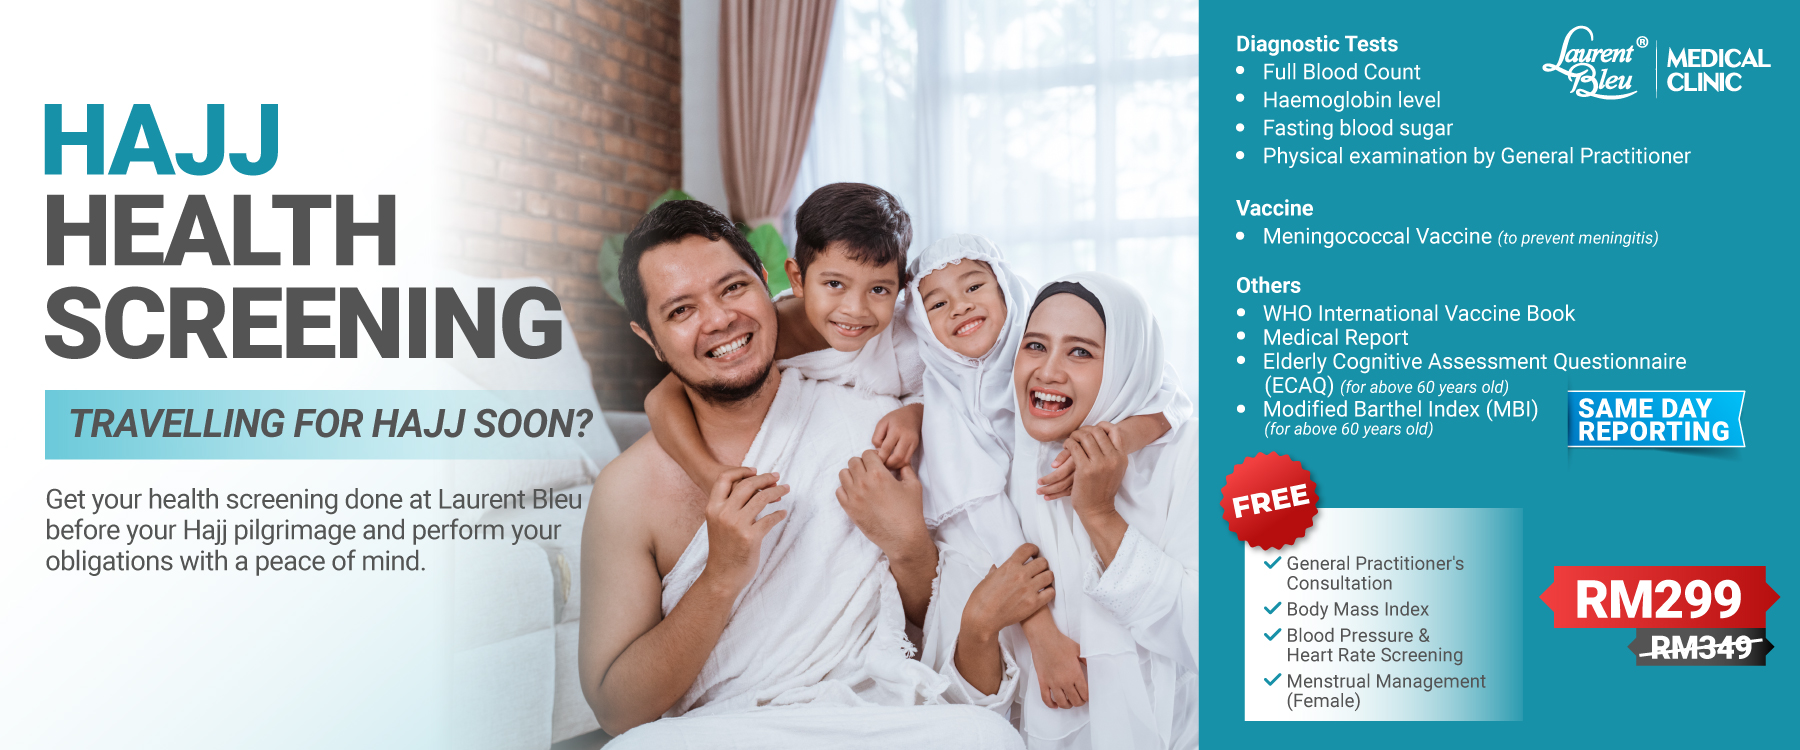 HAJJ
HEALTH
SCREENING
TRAVELLING FOR HAJJ SOON?
Get your health screening done at Laurent Bleu
before your Hajj pilgrimage and perform your
obligations with a peace of mind.
Laurent ®
Bleu
MEDICAL
CLINIC
Diagnostic Tests
• Full Blood Count
• Haemoglobin level
• Fasting blood sugar
• Physical examination by General Practitioner
Vaccine
• Meningococcal Vaccine (to prevent meningitis)
Others
• WHO International Vaccine Book
• Medical Report
• Elderly Cognitive Assessment Questionnaire
(ECAQ) (for above 60 years old)
• Modified Barthel Index (MBI)
(for above 60 years old)
SAME DAY
REPORTING
FREE
General Practitioner's
Consultation
Body Mass Index
Blood Pressure &
Heart Rate Screening
Menstrual Management
(Female)
RM299
RM349